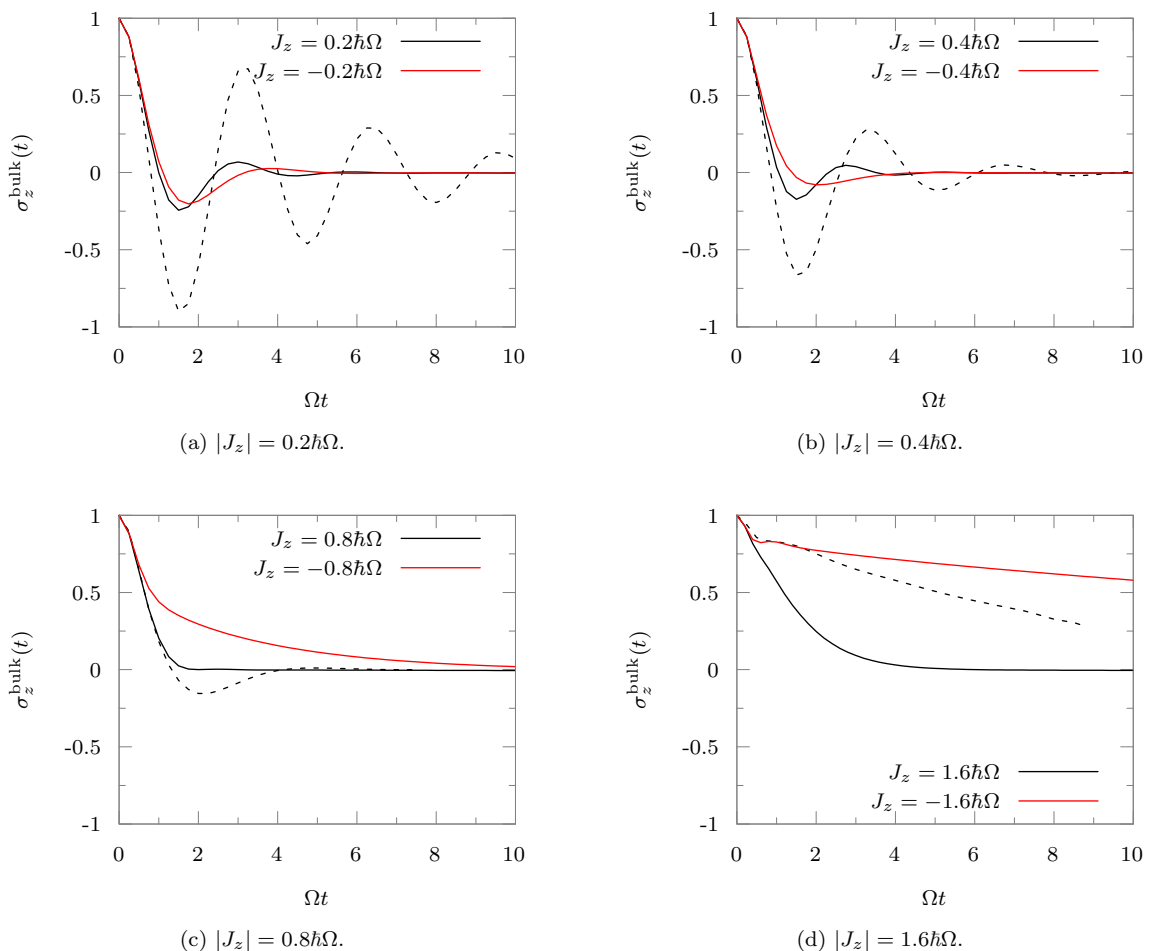 1
0.5
0
-0.5
-1
σ_z^bulk(t)
J_z = 0.2ℏΩ
J_z = −0.2ℏΩ
0 2 4 6 8 10
Ωt
(a) |J_z| = 0.2ℏΩ.
1
0.5
0
-0.5
-1
σ_z^bulk(t)
J_z = 0.4ℏΩ
J_z = −0.4ℏΩ
0 2 4 6 8 10
Ωt
(b) |J_z| = 0.4ℏΩ.
1
0.5
0
-0.5
-1
σ_z^bulk(t)
J_z = 0.8ℏΩ
J_z = −0.8ℏΩ
0 2 4 6 8 10
Ωt
(c) |J_z| = 0.8ℏΩ.
1
0.5
0
-0.5
-1
σ_z^bulk(t)
J_z = 1.6ℏΩ
J_z = −1.6ℏΩ
0 2 4 6 8 10
Ωt
(d) |J_z| = 1.6ℏΩ.